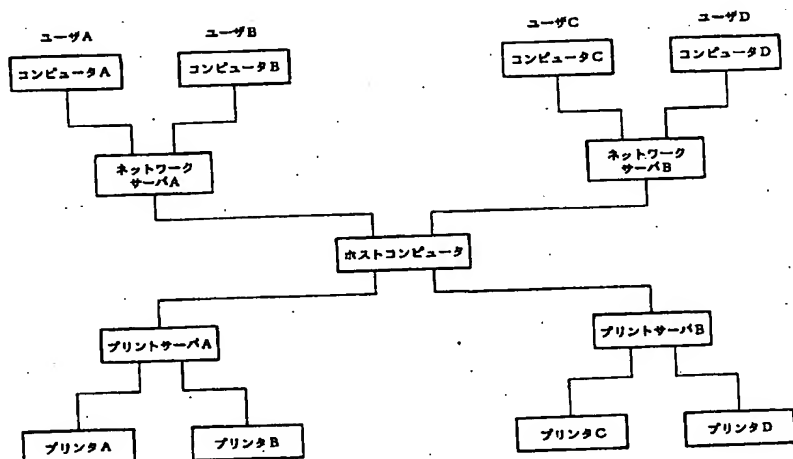 ユーザA
ユーザB
ユーザC
ユーザD
コンピュータA
コンピュータB
コンピュータC
コンピュータD
ネットワーク
サーバA
ネットワーク
サーバB
ホストコンピュータ
プリントサーバA
プリントサーバB
プリンタA
プリンタB
プリンタC
プリンタD